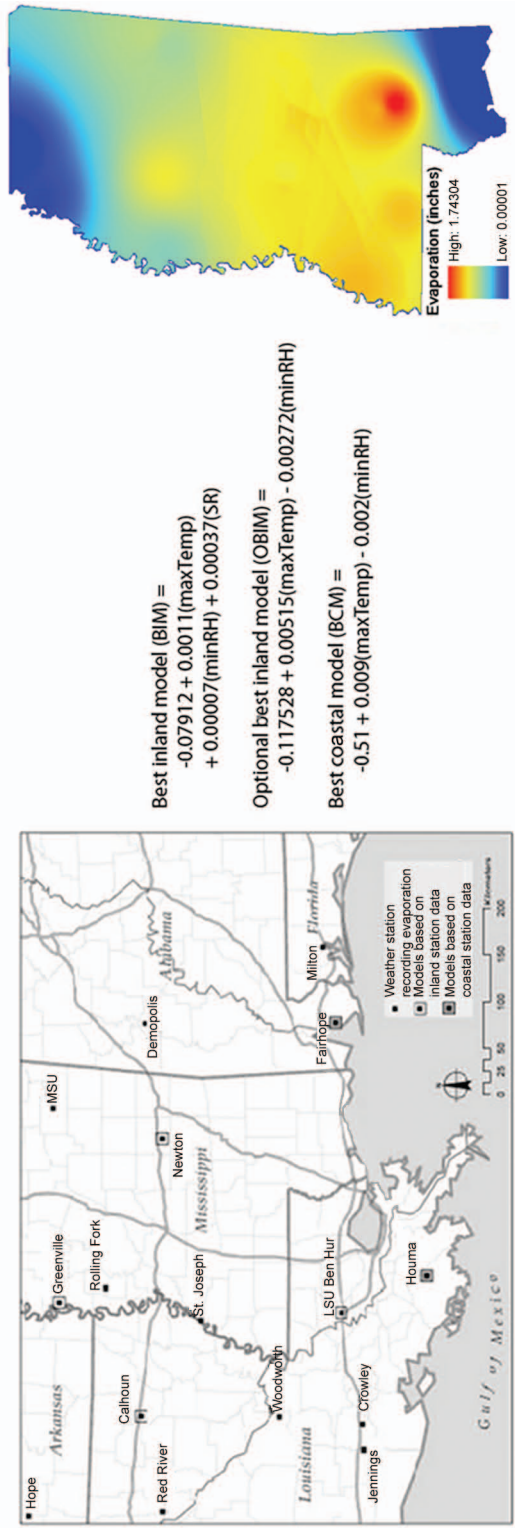 Hope
Arkansas
Greenville
MSU
Rolling Fork
Calhoun
Red River
Newton
Demopolis
Mississippi
Alabama
St. Joseph
Woodworth
Louisiana
LSU Ben Hur
Crowley
Jennings
Houma
Fairhope
Milton
Florida
Gulf of Mexico
N
Weather station
recording evaporation
Models based on
inland station data
Models based on
coastal station data
Kilometers
0 25 50 100 150 200
Best inland model (BIM) =
-0.07912 + 0.0011(maxTemp)
+ 0.00007(minRH) + 0.00037(SR)
Optional best inland model (OBIM) =
-0.117528 + 0.00515(maxTemp) - 0.00272(minRH)
Best coastal model (BCM) =
-0.51 + 0.009(maxTemp) - 0.002(minRH)
Evaporation (inches)
High: 1.74304
Low: 0.00001